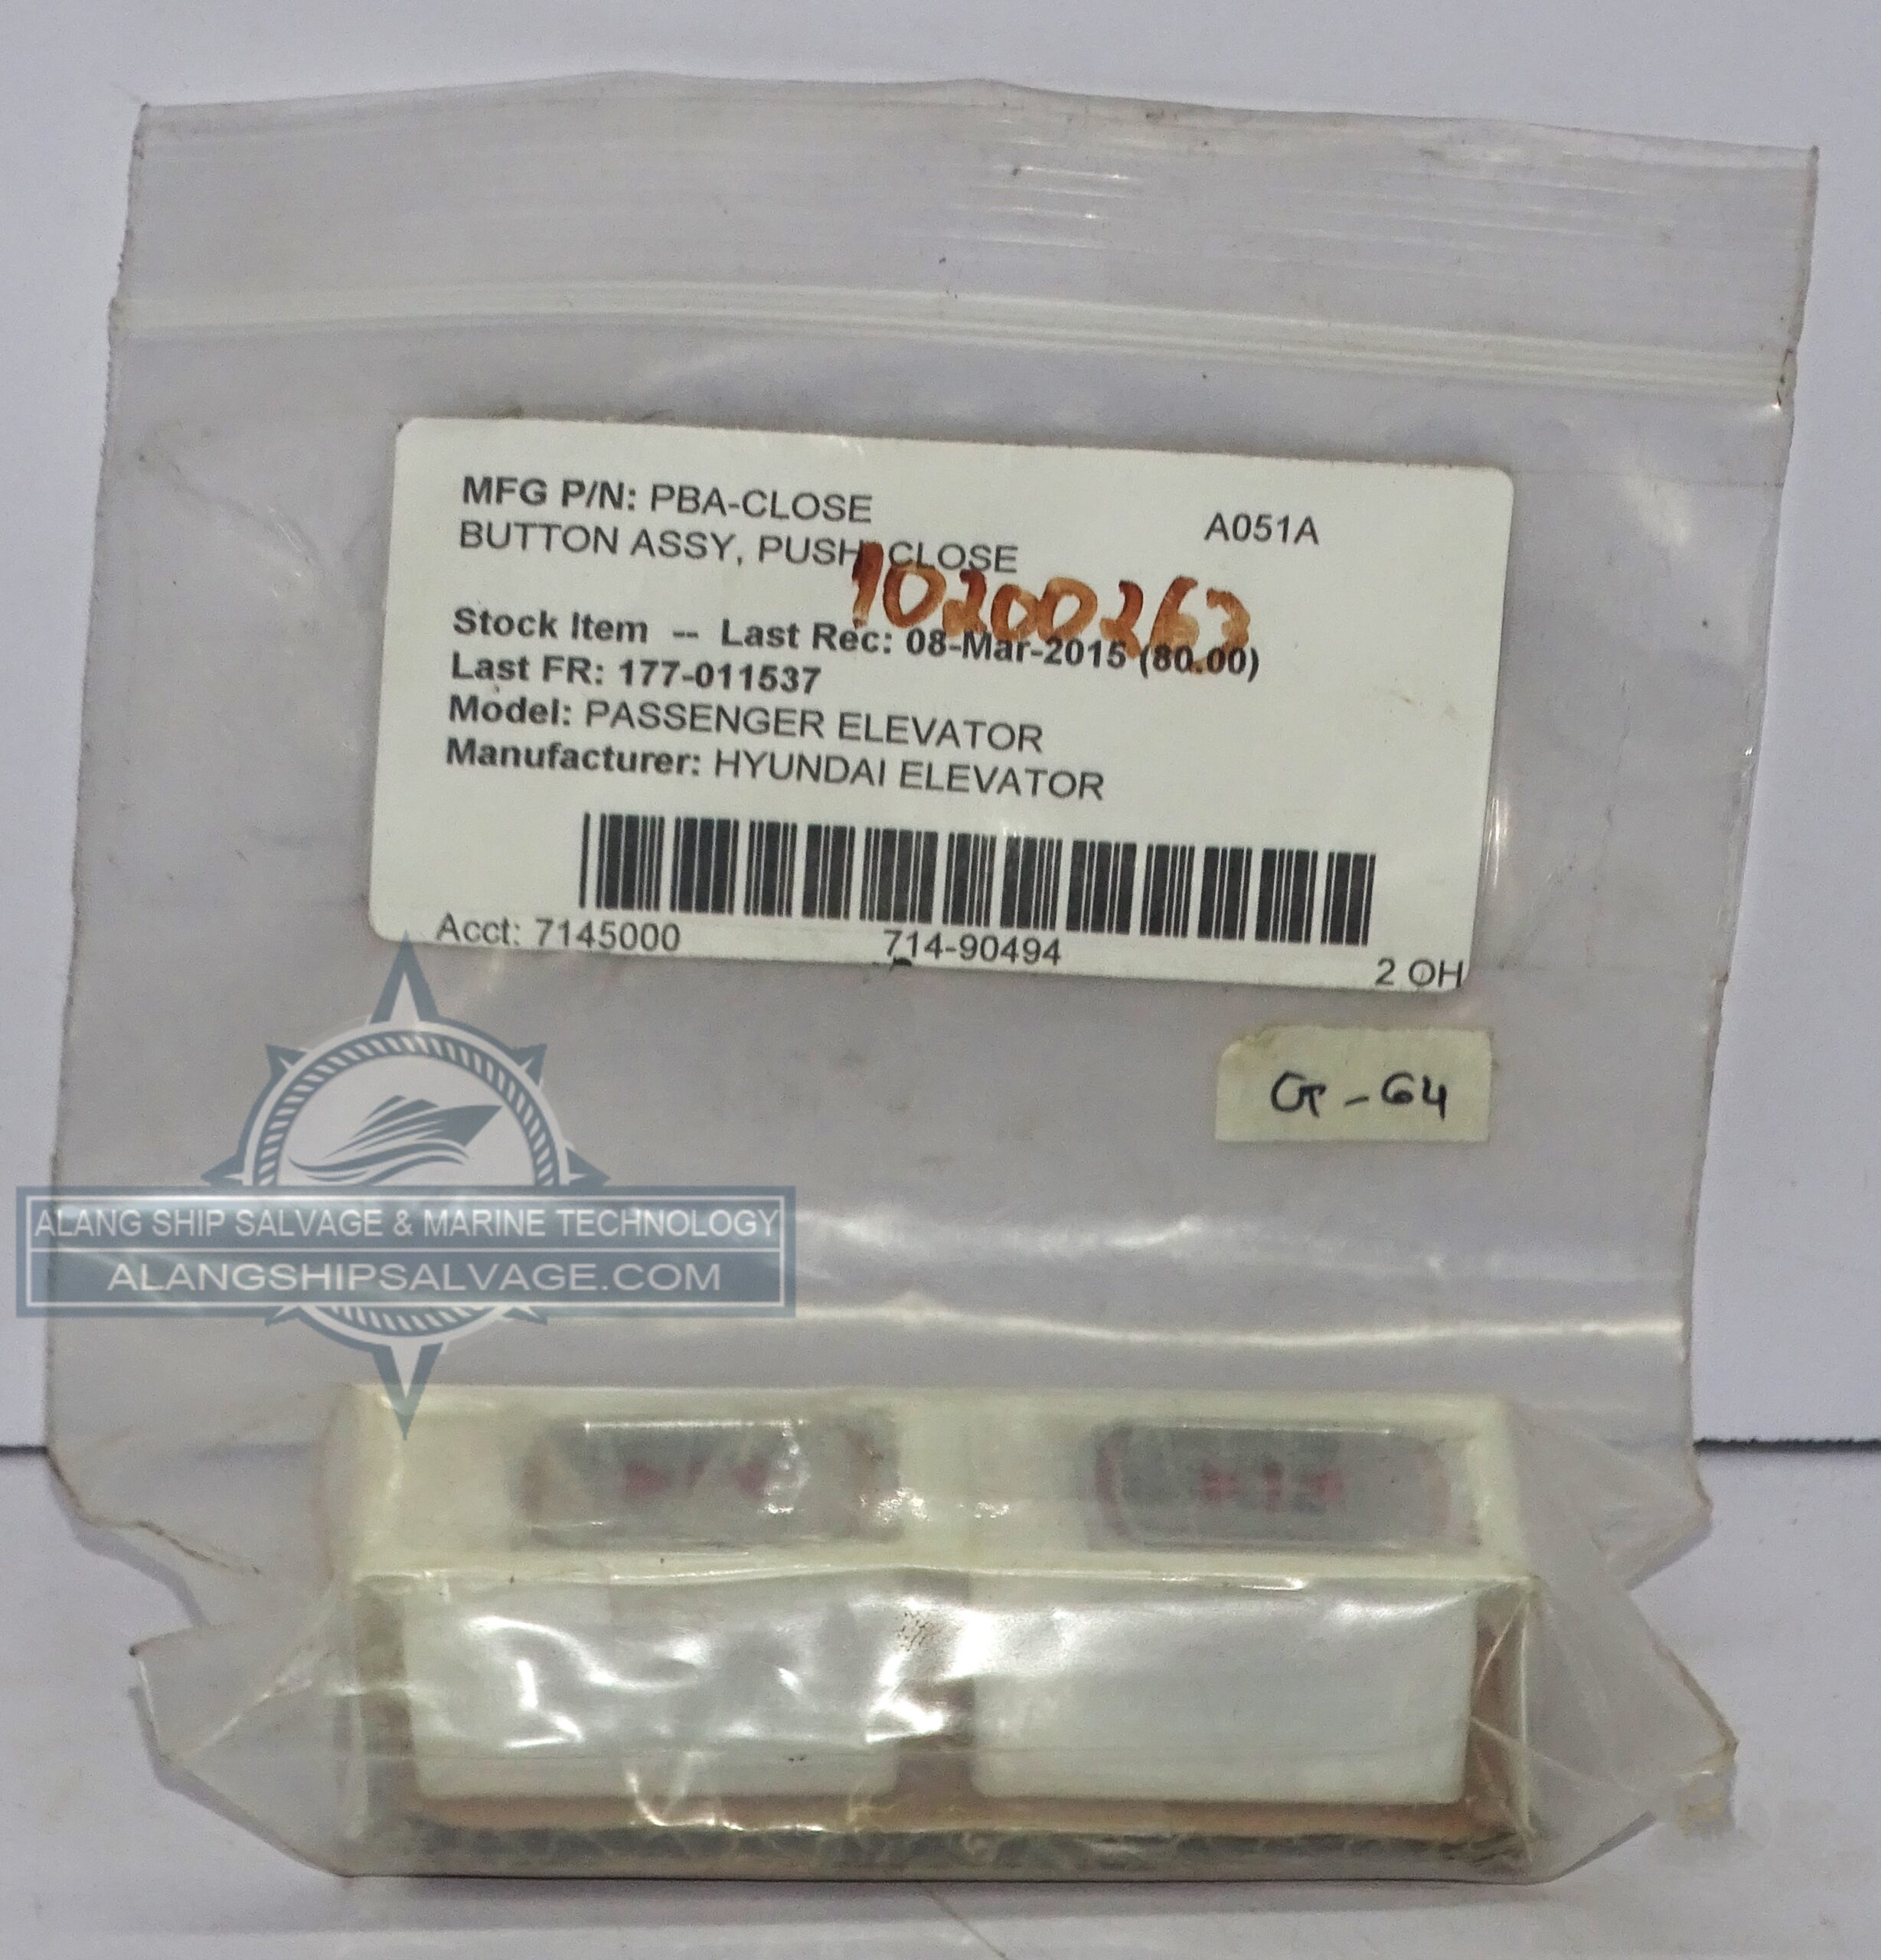 MFG P/N: PBA-CLOSE
A051A
BUTTON ASSY, PUSH, CLOSE
10200263
Stock Item -- Last Rec: 08-Mar-2015 (80.00)
Last FR: 177-011537
Model: PASSENGER ELEVATOR
Manufacturer: HYUNDAI ELEVATOR
Acct: 7145000
714-90494
2 OH
G-64
ALANG SHIP SALVAGE & MARINE TECHNOLOGY
ALANGSHIPSALVAGE.COM